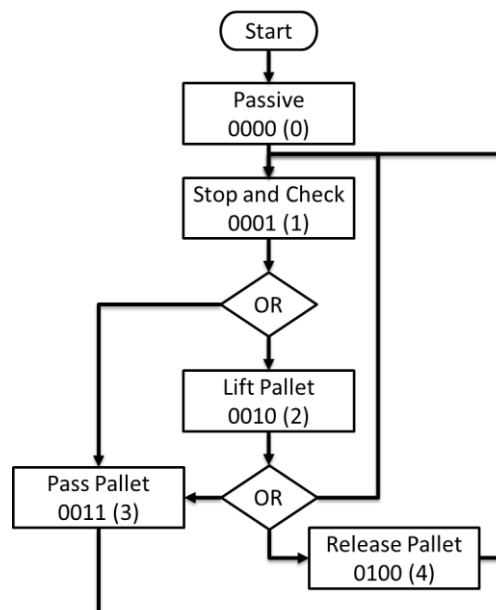 Start
Passive
0000 (0)
Stop and Check
0001 (1)
OR
Lift Pallet
0010 (2)
OR
Pass Pallet
0011 (3)
Release Pallet
0100 (4)